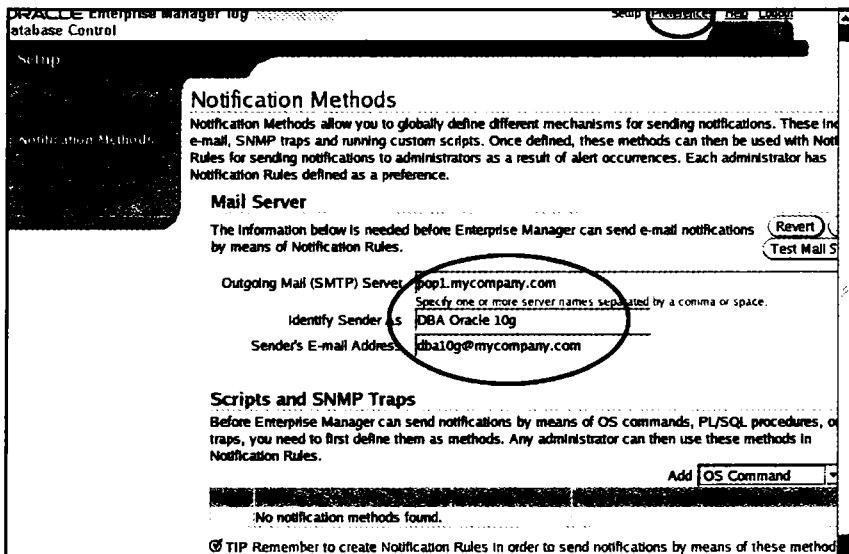 ORACLE Enterprise Manager 10g
Setup Preferences Help Logout
atabase Control
Setup
Notification Methods
Notification Methods
Notification Methods allow you to globally define different mechanisms for sending notifications. These inc
e-mail, SNMP traps and running custom scripts. Once defined, these methods can then be used with Noti
Rules for sending notifications to administrators as a result of alert occurrences. Each administrator has
Notification Rules defined as a preference.
Mail Server
The information below is needed before Enterprise Manager can send e-mail notifications
by means of Notification Rules.
Revert
Test Mail S
Outgoing Mail (SMTP) Server pop1.mycompany.com
Specify one or more server names separated by a comma or space.
Identify Sender As DBA Oracle 10g
Sender's E-mail Address dba10g@mycompany.com
Scripts and SNMP Traps
Before Enterprise Manager can send notifications by means of OS commands, PL/SQL procedures, o
traps, you need to first define them as methods. Any administrator can then use these methods in
Notification Rules.
Add OS Command
No notification methods found.
TIP Remember to create Notification Rules in order to send notifications by means of these method